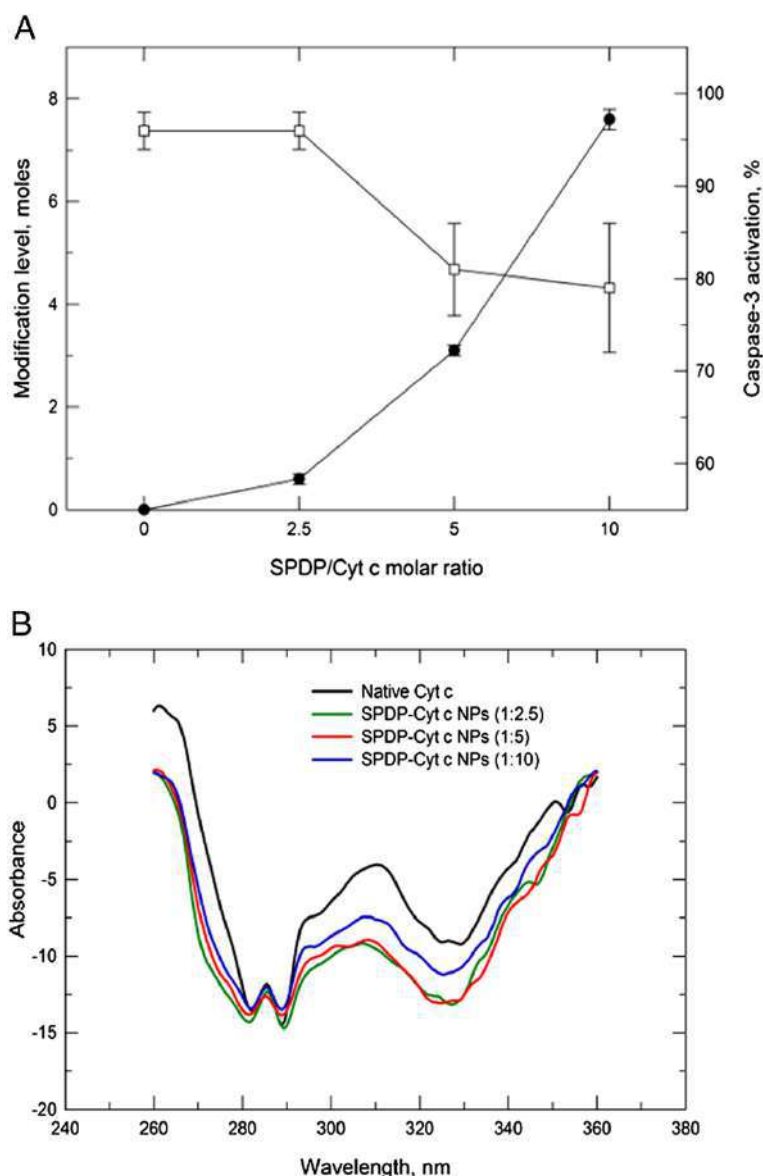 A
8
6
4
2
0
Modification level, moles
100
90
80
70
60
Caspase-3 activation, %
0 2.5 5 10
SPDP/Cyt c molar ratio
B
10
5
0
-5
-10
-15
-20
Absorbance
Native Cyt c
SPDP-Cyt c NPs (1:2.5)
SPDP-Cyt c NPs (1:5)
SPDP-Cyt c NPs (1:10)
240 260 280 300 320 340 360 380
Wavelength, nm